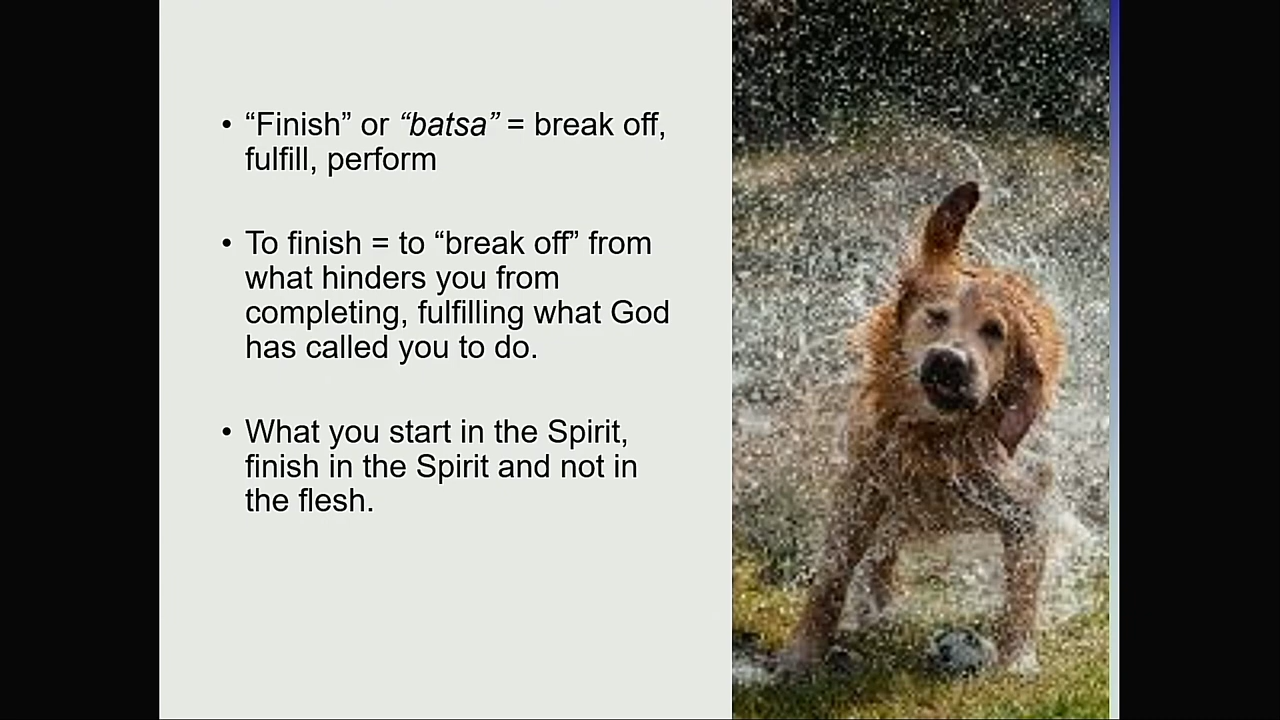 • “Finish” or “batsa” = break off,
fulfill, perform
• To finish = to “break off” from
what hinders you from
completing, fulfilling what God
has called you to do.
• What you start in the Spirit,
finish in the Spirit and not in
the flesh.